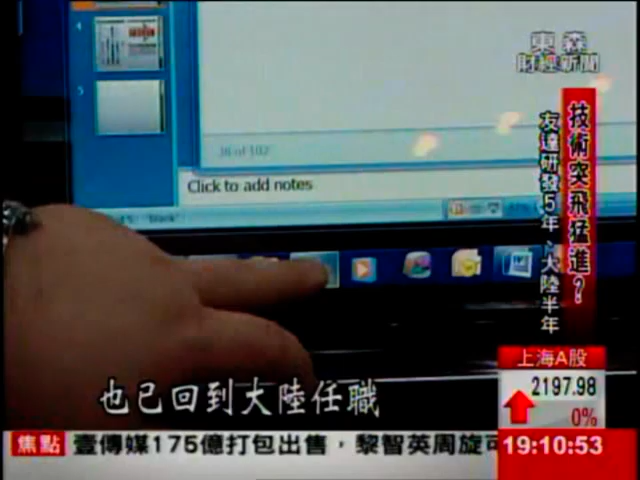 東森
財經新聞
技術突飛猛進?
友達研發5年、大陸半年
4
5
38 of 102
Click to add notes
也已回到大陸任職
上海A股
2197.98
0%
焦點
壹傳媒175億打包出售，黎智英周旋
19:10:53